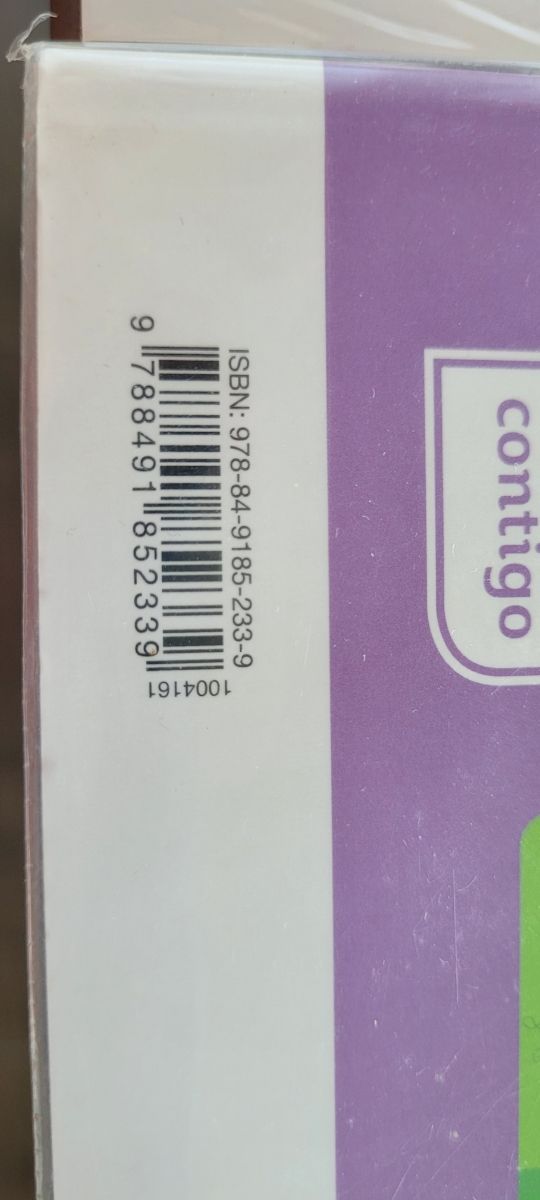 ISBN: 978-84-9185-233-9
9 788491 852339
1004161
contigo